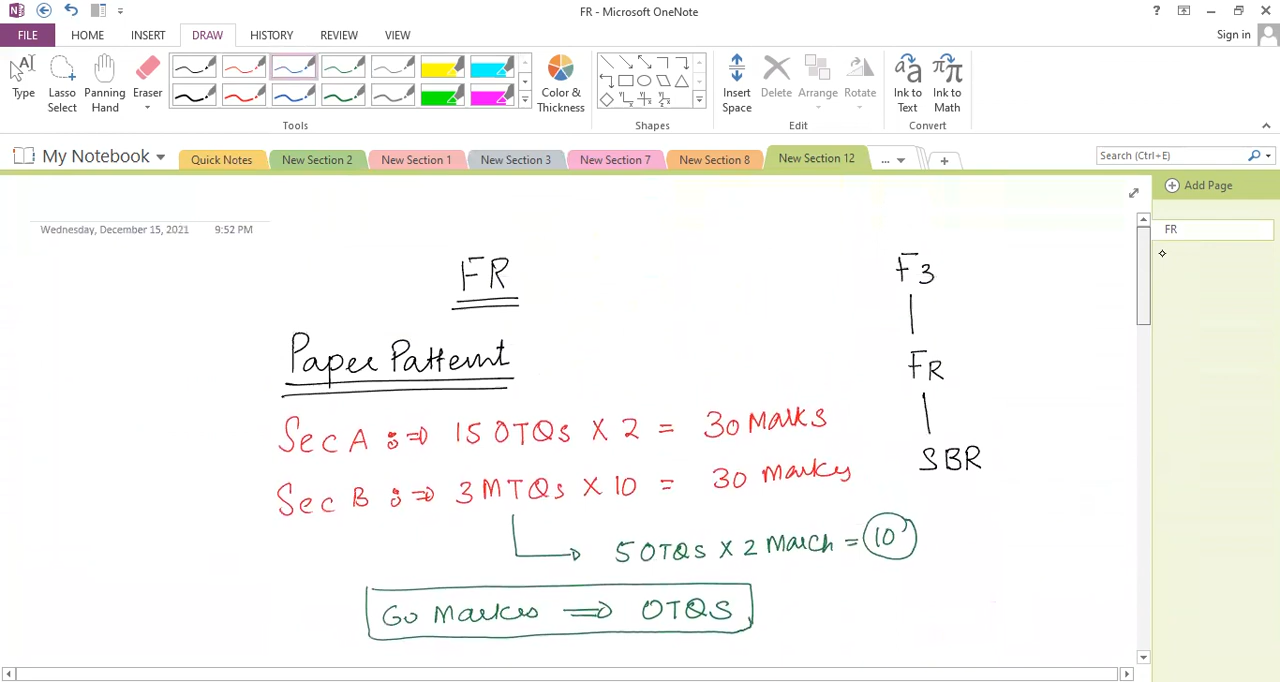 FR - Microsoft OneNote
? 
FILE HOME INSERT DRAW HISTORY REVIEW VIEW
Sign in
Type
Lasso Select
Panning Hand
Eraser
Color & Thickness
Insert Space
Delete
Arrange
Rotate
Ink to Text
Ink to Math
Tools
Shapes
Edit
Convert
My Notebook
Quick Notes
New Section 2
New Section 1
New Section 3
New Section 7
New Section 8
New Section 12
...
Search (Ctrl+E)
Add Page
FR
Wednesday, December 15, 2021 9:52 PM
FR
Paper Patternt
Sec A :⇒ 15 OTQs X 2 = 30 Marks
Sec B :⇒ 3 MTQs X 10 = 30 Markes
5 OTQs X 2 March = 10
60 Markes ⇒ OTQS
F3
FR
SBR